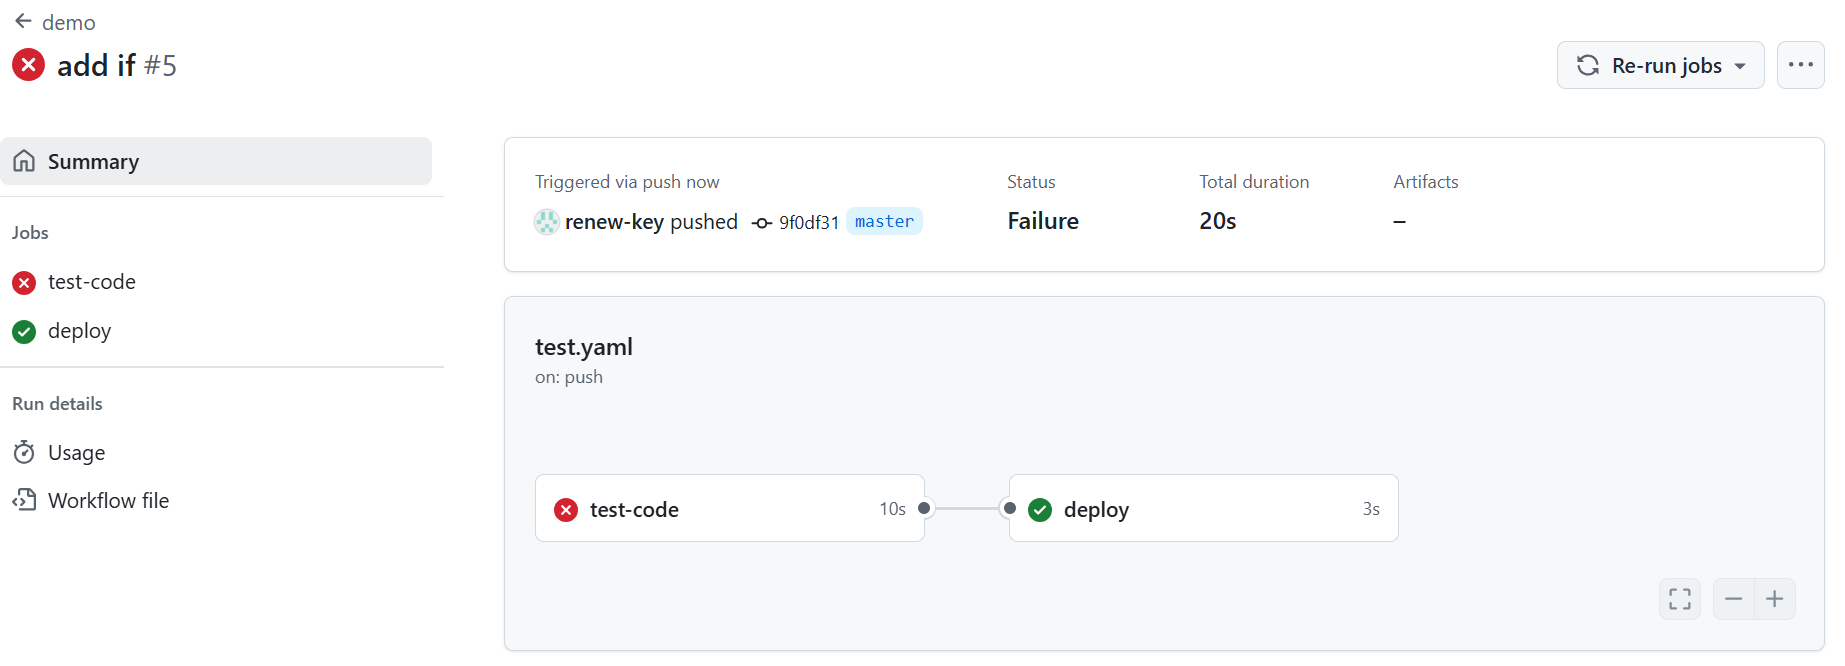 demo
add if #5
Re-run jobs
Summary
Triggered via push now
Status
Total duration
Artifacts
renew-key pushed 9f0df31 master
Failure
20s
–
Jobs
test-code
deploy
Run details
Usage
Workflow file
test.yaml
on: push
test-code 10s
deploy 3s